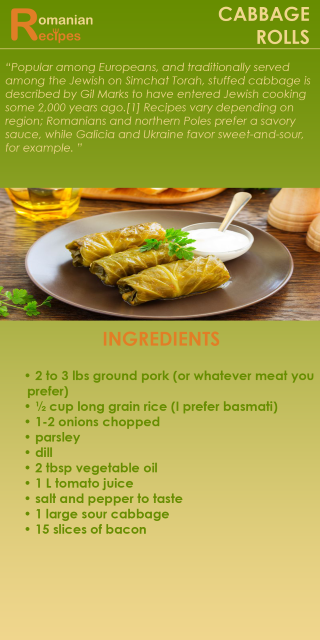 Romanian
Recipes
CABBAGE
ROLLS
“Popular among Europeans, and traditionally served
among the Jewish on Simchat Torah, stuffed cabbage is
described by Gil Marks to have entered Jewish cooking
some 2,000 years ago.[1] Recipes vary depending on
region; Romanians and northern Poles prefer a savory
sauce, while Galicia and Ukraine favor sweet-and-sour,
for example. ”
INGREDIENTS
• 2 to 3 lbs ground pork (or whatever meat you
prefer)
• ½ cup long grain rice (I prefer basmati)
• 1-2 onions chopped
• parsley
• dill
• 2 tbsp vegetable oil
• 1 L tomato juice
• salt and pepper to taste
• 1 large sour cabbage
• 15 slices of bacon